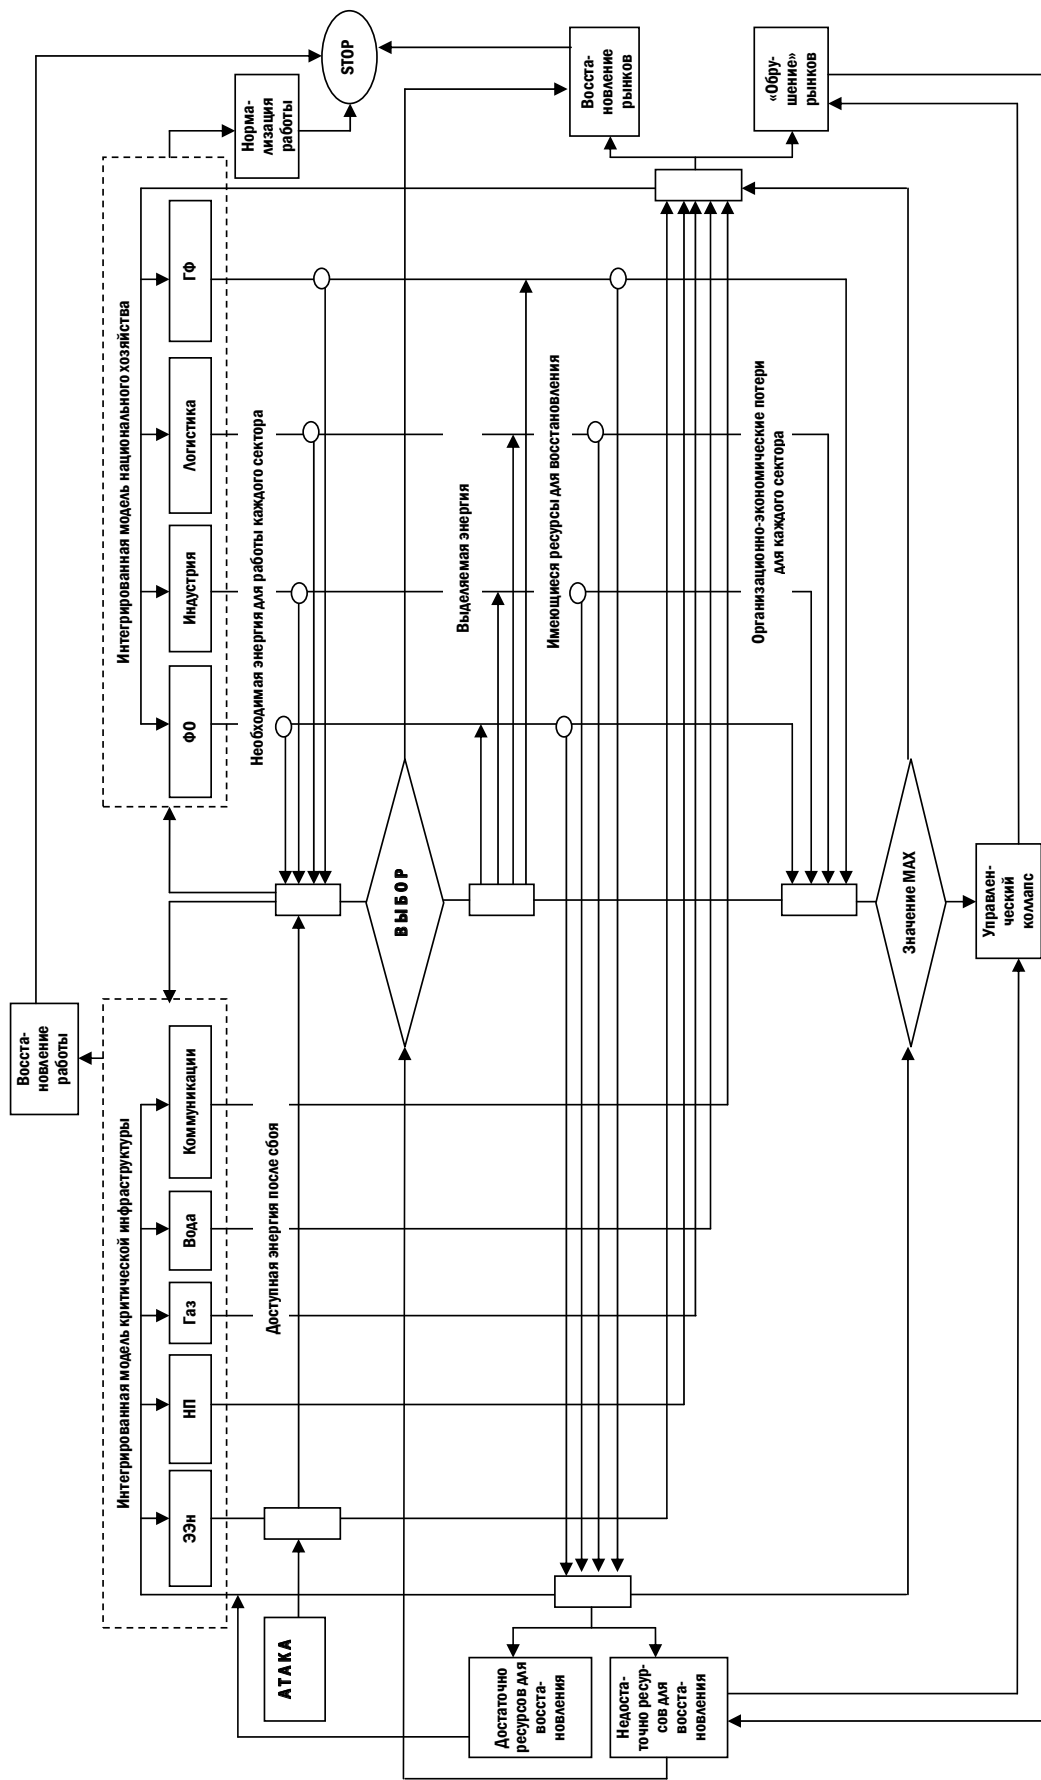 Восста-
новление
работы
Интегрированная модель критической инфраструктуры
ЭЭн
НП
Газ
Вода
Коммуникации
Интегрированная модель национального хозяйства
ФО
Индустрия
Логистика
ГФ
Норма-
лизация
работы
STOP
АТАКА
Доступная энергия после сбоя
Необходимая энергия для работы каждого сектора
ВЫБОР
Выделяемая энергия
Имеющиеся ресурсы для восстановления
Восста-
новление
рынков
Достаточно
ресурсов для
восста-
новления
Недоста-
точно ресур-
сов для
восста-
новления
Организационно-экономические потери
для каждого сектора
«Обру-
шение»
рынков
Значение MAX
Управлен-
ческий
коллапс